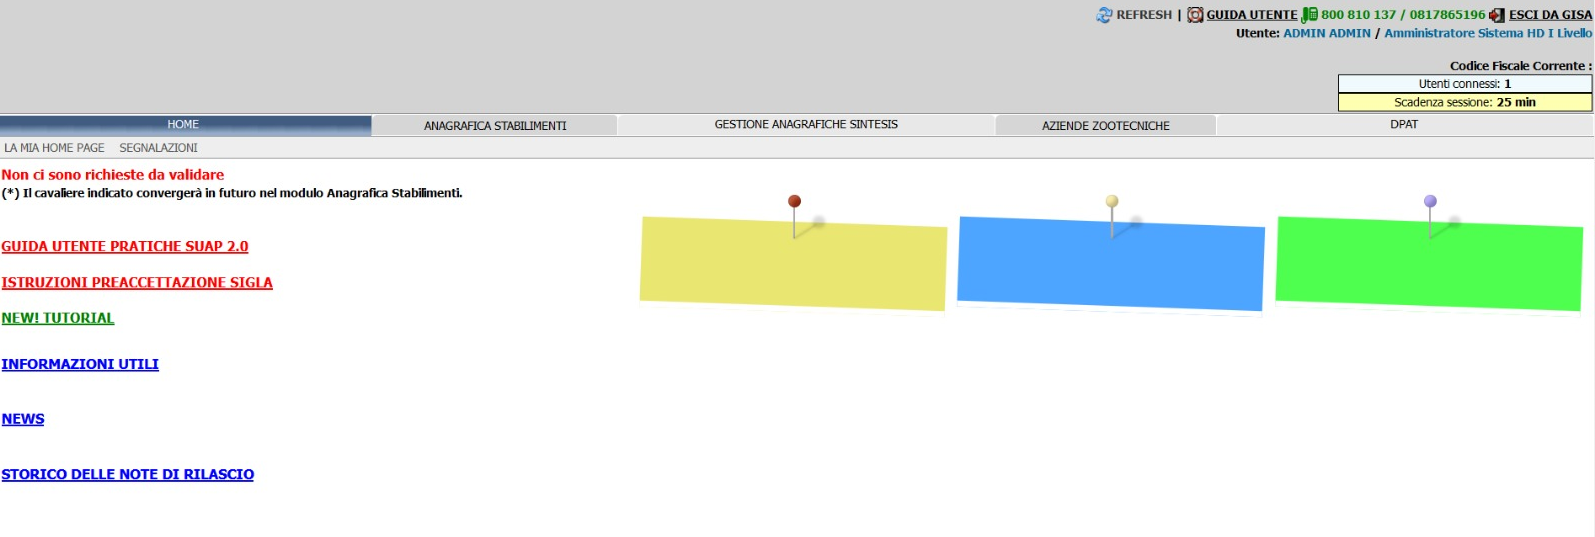 REFRESH | GUIDA UTENTE 800 810 137 / 0817865196 ESCI DA GISA
Utente: ADMIN ADMIN / Amministratore Sistema HD I Livello
Codice Fiscale Corrente :
Utenti connessi: 1
Scadenza sessione: 25 min
HOME ANAGRAFICA STABILIMENTI GESTIONE ANAGRAFICHE SINTESIS AZIENDE ZOOTECNICHE DPAT
LA MIA HOME PAGE SEGNALAZIONI
Non ci sono richieste da validare
(*) Il cavaliere indicato convergerà in futuro nel modulo Anagrafica Stabilimenti.
GUIDA UTENTE PRATICHE SUAP 2.0
ISTRUZIONI PREACCETTAZIONE SIGLA
NEW! TUTORIAL
INFORMAZIONI UTILI
NEWS
STORICO DELLE NOTE DI RILASCIO